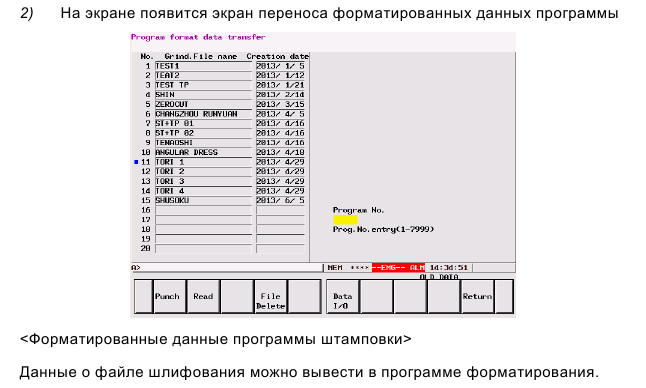 2) На экране появится экран переноса форматированных данных программы
Program format data transfer
No. Grind.File name Creation date
1 TEST1 2013/ 1/ 5
2 TEAT2 2013/ 1/12
3 TEST TP 2013/ 1/21
4 SHIN 2013/ 2/14
5 ZEROCUT 2013/ 3/15
6 CHANGZHOU RUNYUAN 2013/ 4/ 5
7 ST+TP 01 2013/ 4/16
8 ST+TP 02 2013/ 4/16
9 TENAOSHI 2013/ 4/16
10 ANGULAR DRESS 2013/ 4/18
11 TORI 1 2013/ 4/29
12 TORI 2 2013/ 4/29
13 TORI 3 2013/ 4/29
14 TORI 4 2013/ 4/29
15 SHUSOKU 2013/ 6/ 5
16 Program No.
17
18 Prog.No.entry(1-7999)
19
20
A>
MEM **** --EMG-- ALM 14:34:51
OLD DATA
Punch Read File Delete Data I/O Return
<Форматированные данные программы штамповки>
Данные о файле шлифования можно вывести в программе форматирования.